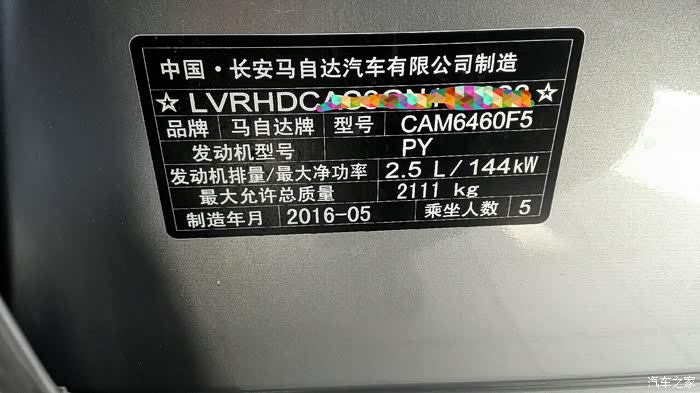 中国·长安马自达汽车有限公司制造
☆LVRHDC ☆
品牌 马自达牌 型号 CAM6460F5
发动机型号 PY
发动机排量/最大净功率 2.5 L/144kW
最大允许总质量 2111 kg
制造年月 2016-05 乘坐人数 5
汽车之家